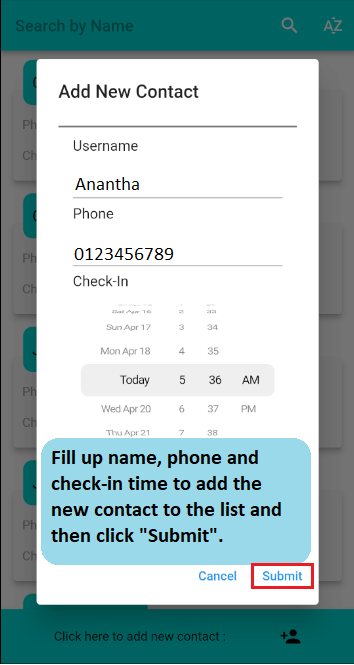 Search by Name
AZ
Add New Contact
Username
Anantha
Phone
0123456789
Check-In
Sat Apr 16 2 33
Sun Apr 17 3 34
Mon Apr 18 4 35
Today 5 36 AM
Wed Apr 20 6 37 PM
Thu Apr 21 7 38
Fill up name, phone and
check-in time to add the
new contact to the list and
then click "Submit".
Cancel Submit
Click here to add new contact :